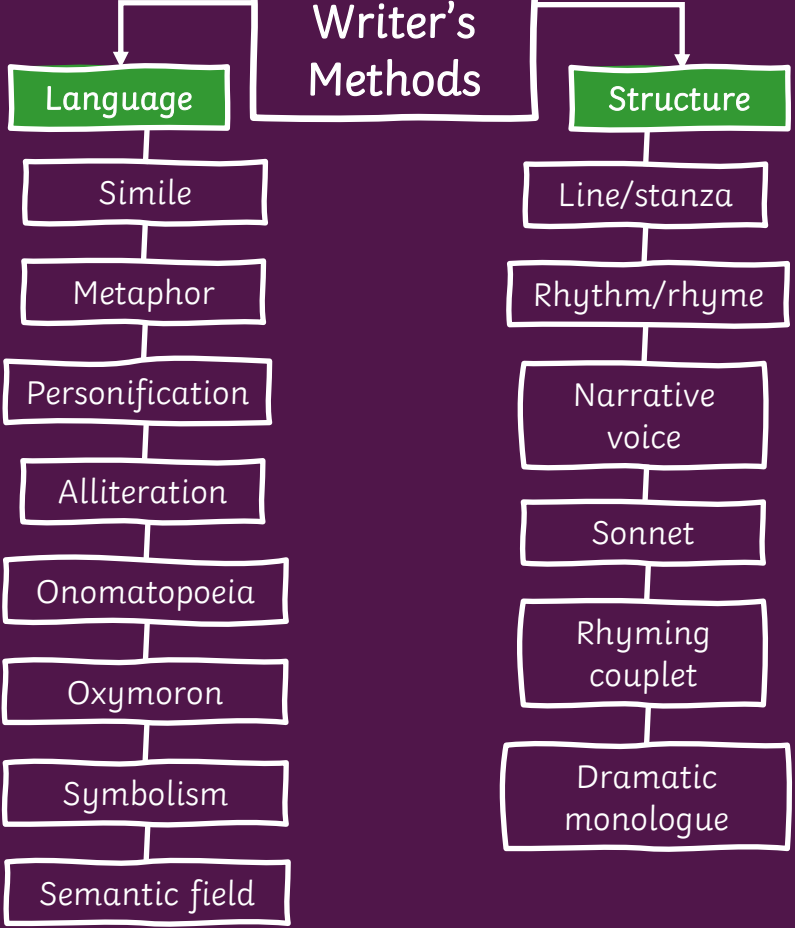 Writer's
Methods
Language
Simile
Metaphor
Personification
Alliteration
Onomatopoeia
Oxymoron
Symbolism
Semantic field
Structure
Line/stanza
Rhythm/rhyme
Narrative
voice
Sonnet
Rhyming
couplet
Dramatic
monologue